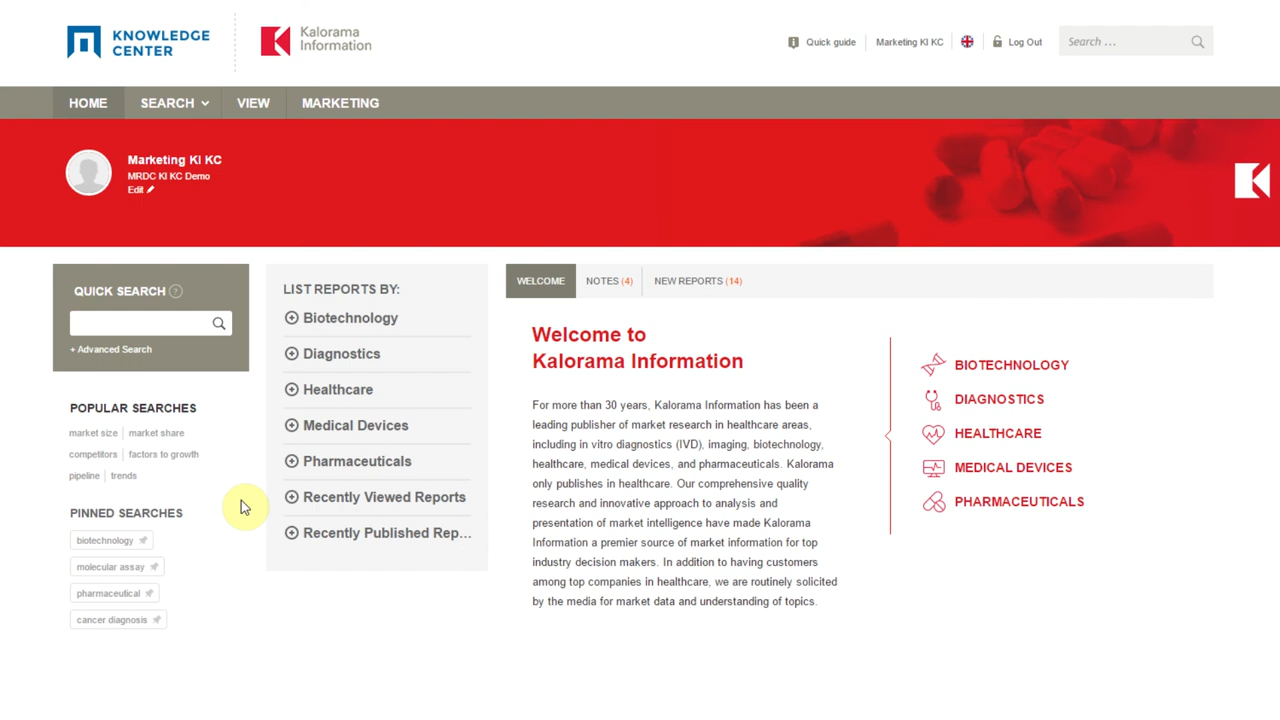 KNOWLEDGE
CENTER
Kalorama
Information
Quick guide
Marketing KI KC
Log Out
Search ...
HOME
SEARCH
VIEW
MARKETING
Marketing KI KC
MRDC KI KC Demo
Edit
QUICK SEARCH ?
+ Advanced Search
POPULAR SEARCHES
market size
market share
competitors
factors to growth
pipeline
trends
PINNED SEARCHES
biotechnology
molecular assay
pharmaceutical
cancer diagnosis
LIST REPORTS BY:
Biotechnology
Diagnostics
Healthcare
Medical Devices
Pharmaceuticals
Recently Viewed Reports
Recently Published Rep...
WELCOME
NOTES (4)
NEW REPORTS (14)
Welcome to
Kalorama Information
For more than 30 years, Kalorama Information has been a
leading publisher of market research in healthcare areas,
including in vitro diagnostics (IVD), imaging, biotechnology,
healthcare, medical devices, and pharmaceuticals. Kalorama
only publishes in healthcare. Our comprehensive quality
research and innovative approach to analysis and
presentation of market intelligence have made Kalorama
Information a premier source of market information for top
industry decision makers. In addition to having customers
among top companies in healthcare, we are routinely solicited
by the media for market data and understanding of topics.
BIOTECHNOLOGY
DIAGNOSTICS
HEALTHCARE
MEDICAL DEVICES
PHARMACEUTICALS